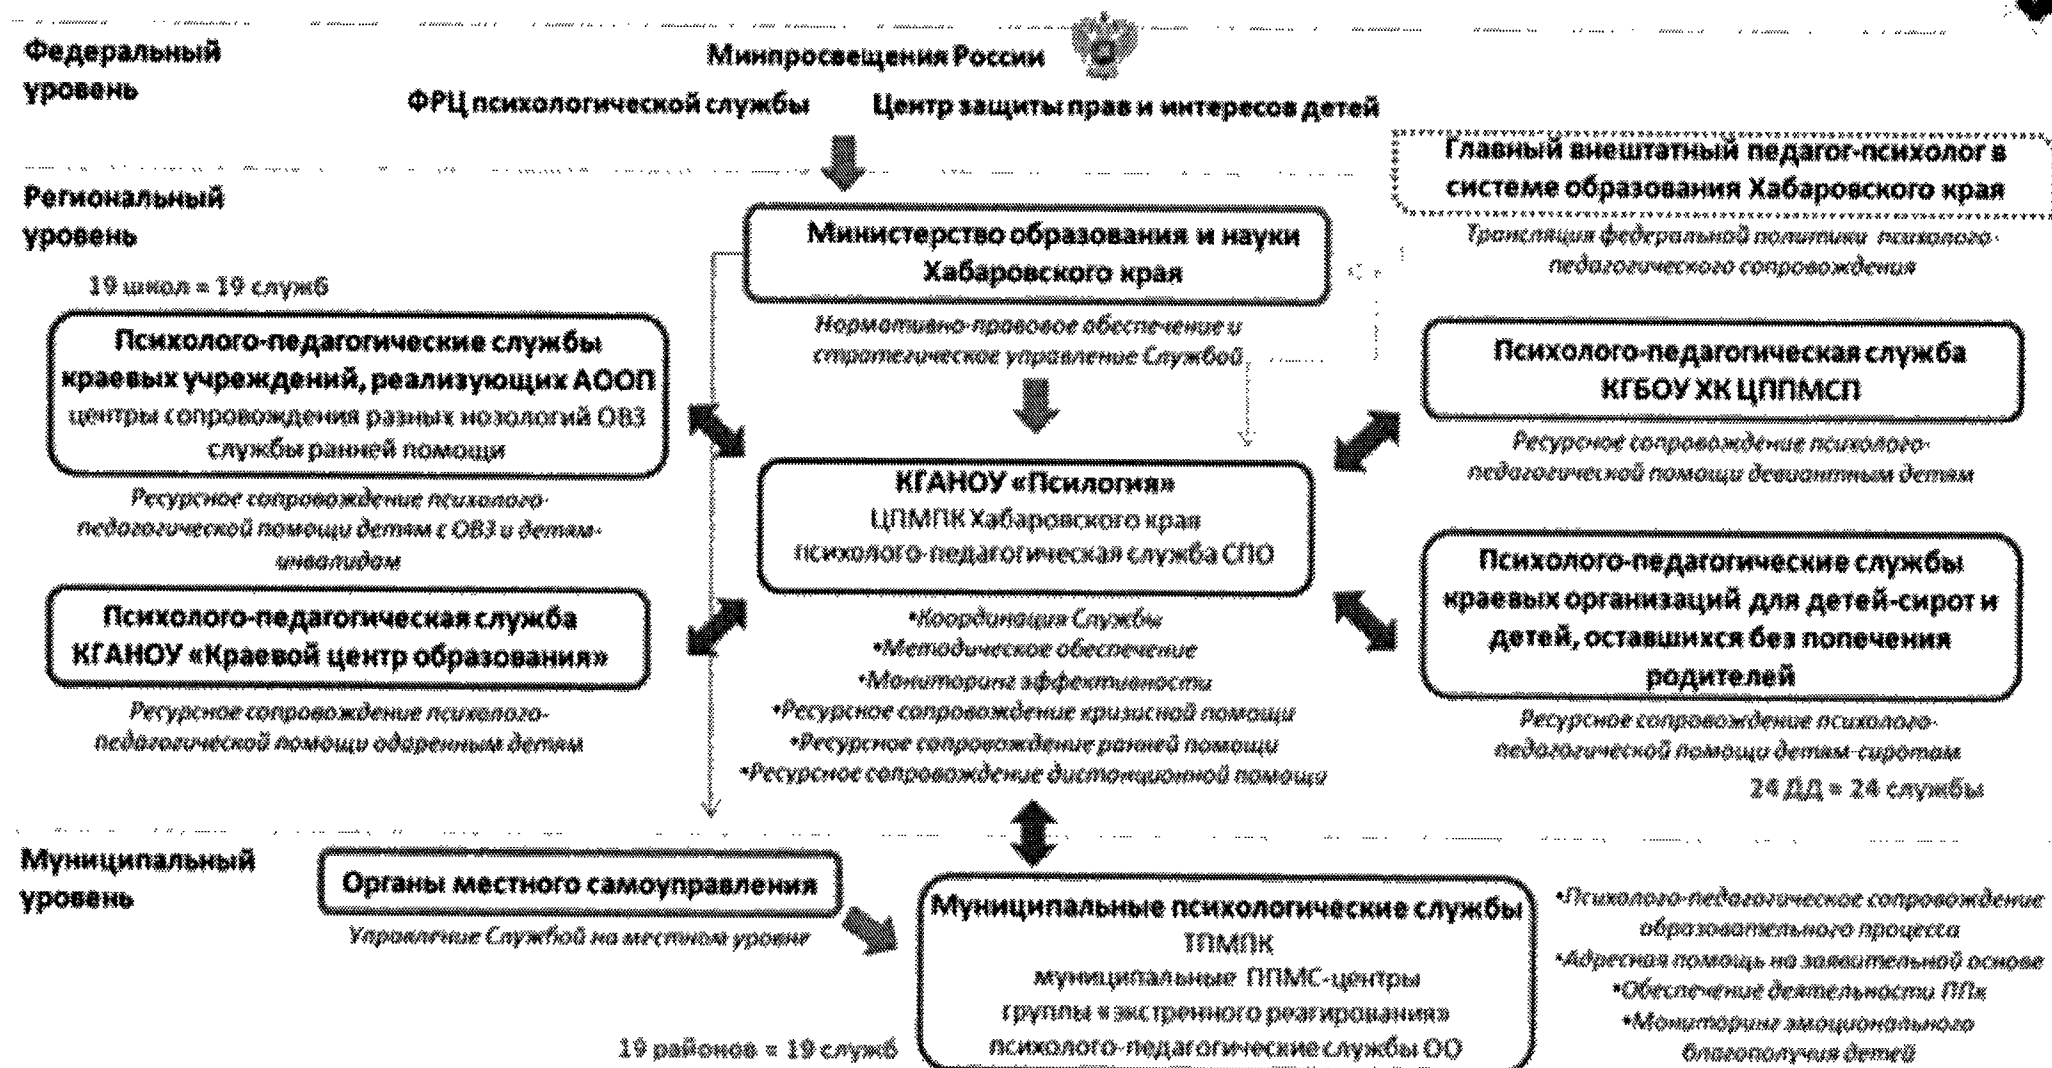 Федеральный
уровень
Минпросвещения России
ФРЦ психологической службы
Центр защиты прав и интересов детей
Главный внештатный педагог-психолог в
системе образования Хабаровского края
Трансляция федеральной политики психолого-
педагогического сопровождения
Региональный
уровень
Министерство образования и науки
Хабаровского края
Нормативно-правовое обеспечение и
стратегическое управление Службой
19 школ = 19 служб
Психолого-педагогические службы
краевых учреждений, реализующих АООП
центры сопровождения разных нозологий ОВЗ
службы ранней помощи
Ресурсное сопровождение психолого-
педагогической помощи детям с ОВЗ и детям-
инвалидам
Психолого-педагогическая служба
КГАНОУ «Краевой центр образования»
Ресурсное сопровождение психолого-
педагогической помощи одаренным детям
КГАНОУ «Псилогия»
ЦПМПК Хабаровского края
психолого-педагогическая служба СПО
•Координация Службы
•Методическое обеспечение
•Мониторинг эффективности
•Ресурсное сопровождение кризисной помощи
•Ресурсное сопровождение ранней помощи
•Ресурсное сопровождение дистанционной помощи
Психолого-педагогическая служба
КГБОУ ХК ЦППМСП
Ресурсное сопровождение психолого-
педагогической помощи девиантным детям
Психолого-педагогические службы
краевых организаций для детей-сирот и
детей, оставшихся без попечения
родителей
Ресурсное сопровождение психолого-
педагогической помощи детям-сиротам
24 ДД = 24 службы
Муниципальный
уровень
Органы местного самоуправления
Управление Службой на местном уровне
19 районов = 19 служб
Муниципальные психологические службы
ТПМПК
муниципальные ППМС-центры
группы «экстренного реагирования»
психолого-педагогические службы ОО
•Психолого-педагогическое сопровождение
образовательного процесса
•Адресная помощь на заявительной основе
•Обеспечение деятельности ППк
•Мониторинг эмоционального
благополучия детей